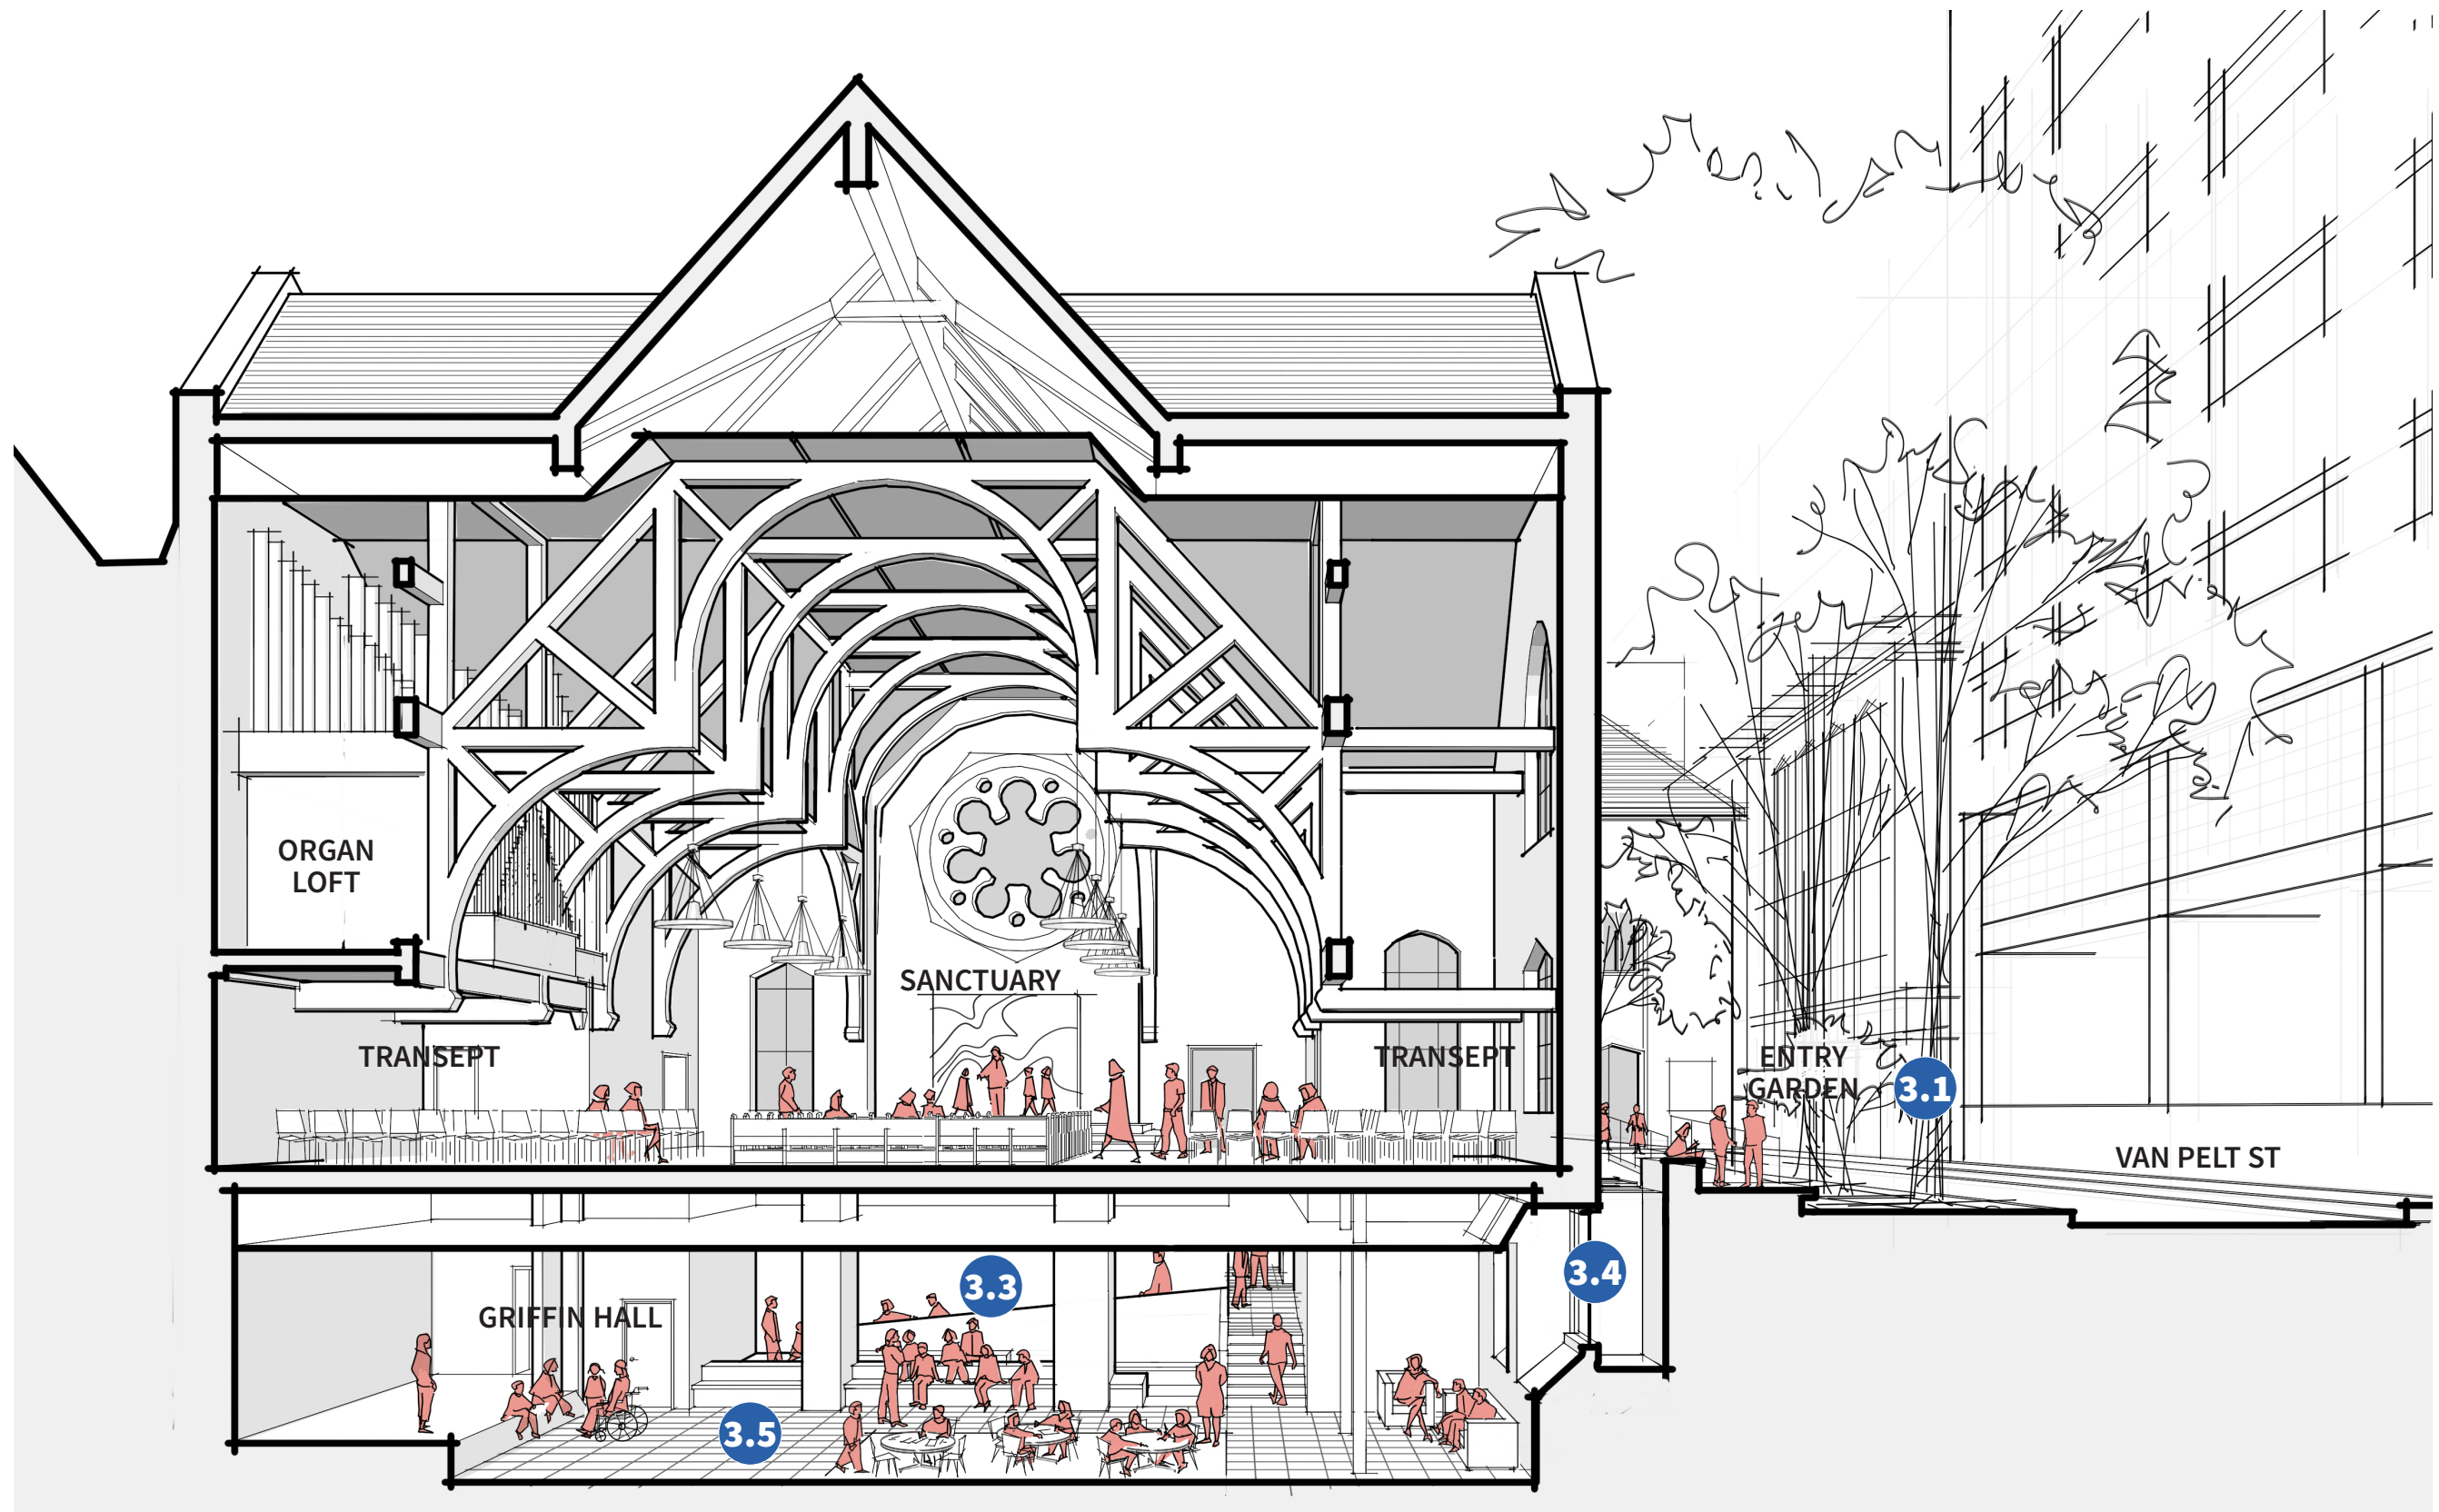 ORGAN
LOFT
SANCTUARY
TRANSEPT
TRANSEPT
ENTRY
GARDEN
3.1
VAN PELT ST
3.3
3.4
GRIFFIN HALL
3.5